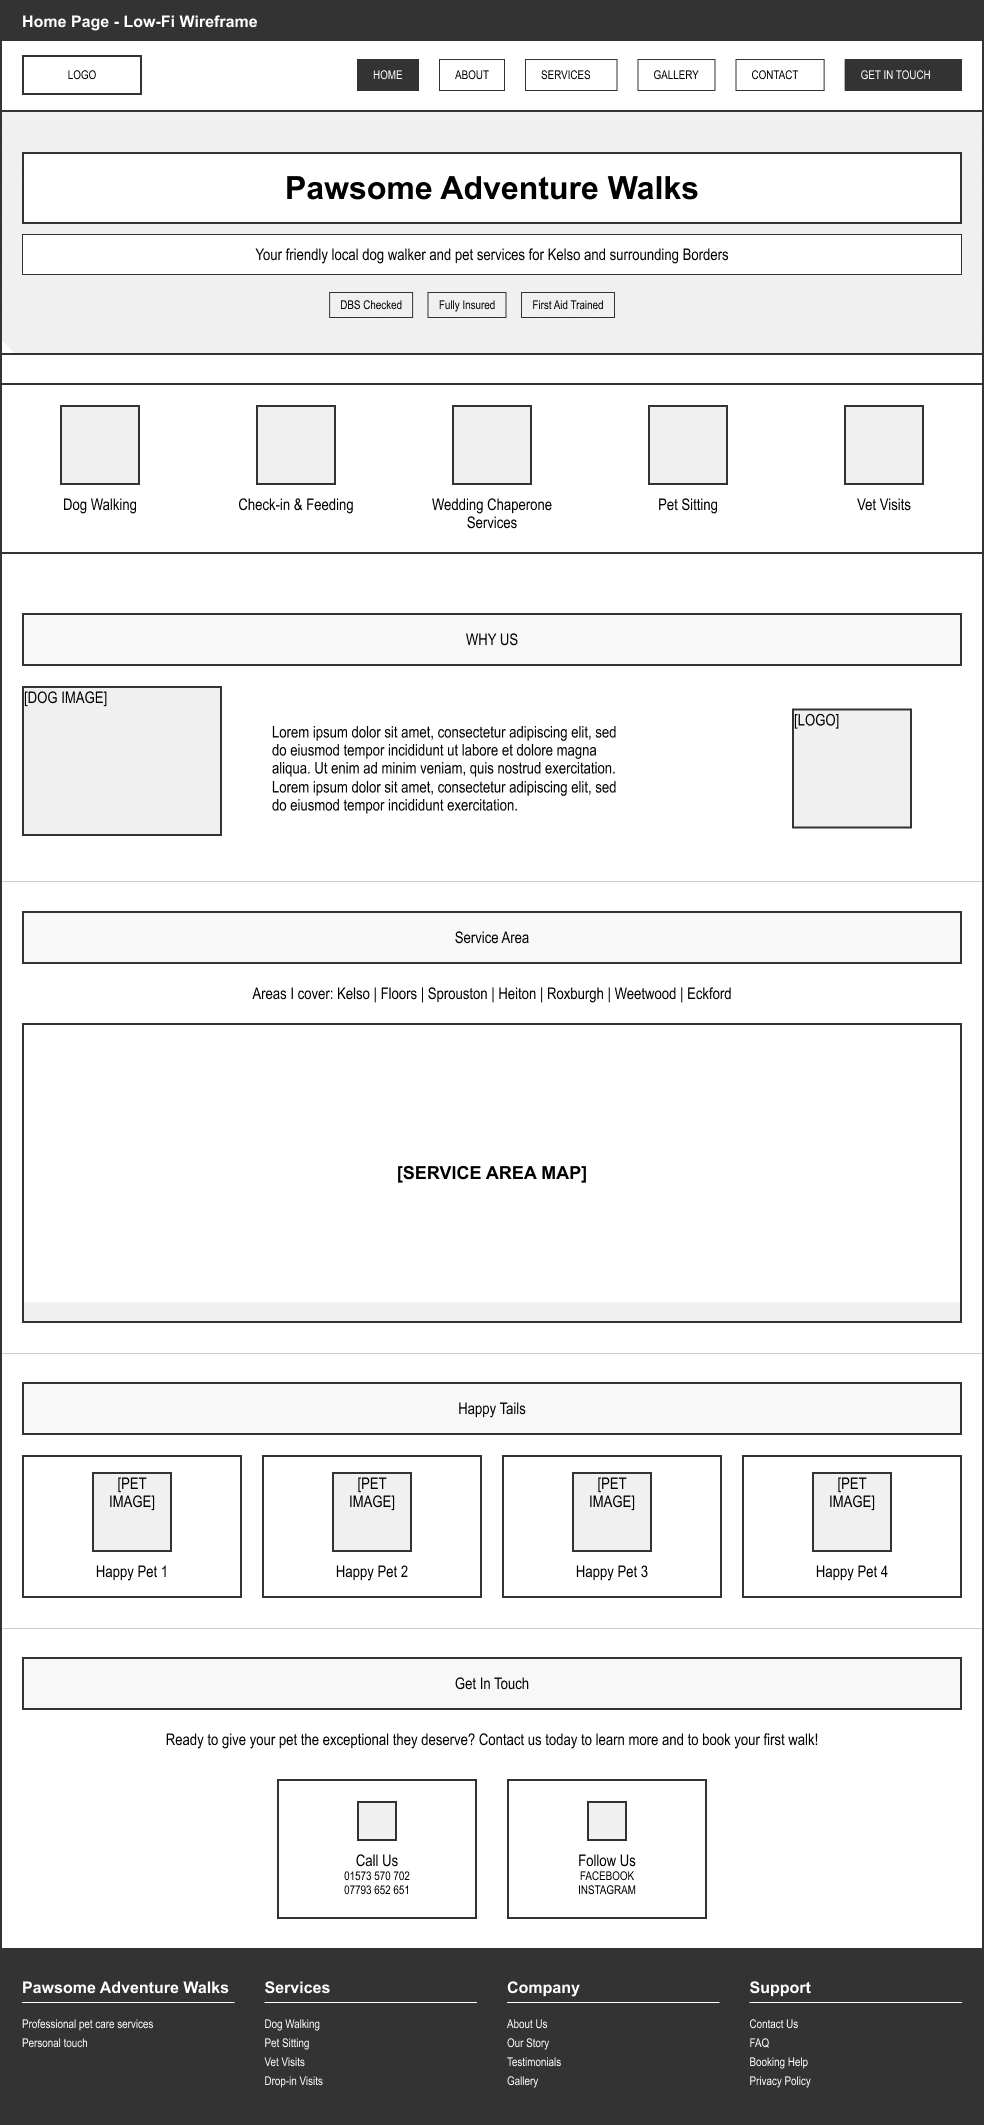 Home Page - Low-Fi Wireframe
LOGO
HOME
ABOUT
SERVICES
GALLERY
CONTACT
GET IN TOUCH
Pawsome Adventure Walks
Your friendly local dog walker and pet services for Kelso and surrounding Borders
DBS Checked
Fully Insured
First Aid Trained
Dog Walking
Check-in & Feeding
Wedding Chaperone
Services
Pet Sitting
Vet Visits
WHY US
[DOG IMAGE]
Lorem ipsum dolor sit amet, consectetur adipiscing elit, sed
do eiusmod tempor incididunt ut labore et dolore magna
aliqua. Ut enim ad minim veniam, quis nostrud exercitation.
Lorem ipsum dolor sit amet, consectetur adipiscing elit, sed
do eiusmod tempor incididunt exercitation.
[LOGO]
Service Area
Areas I cover: Kelso | Floors | Sprouston | Heiton | Roxburgh | Weetwood | Eckford
[SERVICE AREA MAP]
Happy Tails
[PET
IMAGE]
Happy Pet 1
[PET
IMAGE]
Happy Pet 2
[PET
IMAGE]
Happy Pet 3
[PET
IMAGE]
Happy Pet 4
Get In Touch
Ready to give your pet the exceptional they deserve? Contact us today to learn more and to book your first walk!
Call Us
01573 570 702
07793 652 651
Follow Us
FACEBOOK
INSTAGRAM
Pawsome Adventure Walks
Professional pet care services
Personal touch
Services
Dog Walking
Pet Sitting
Vet Visits
Drop-in Visits
Company
About Us
Our Story
Testimonials
Gallery
Support
Contact Us
FAQ
Booking Help
Privacy Policy